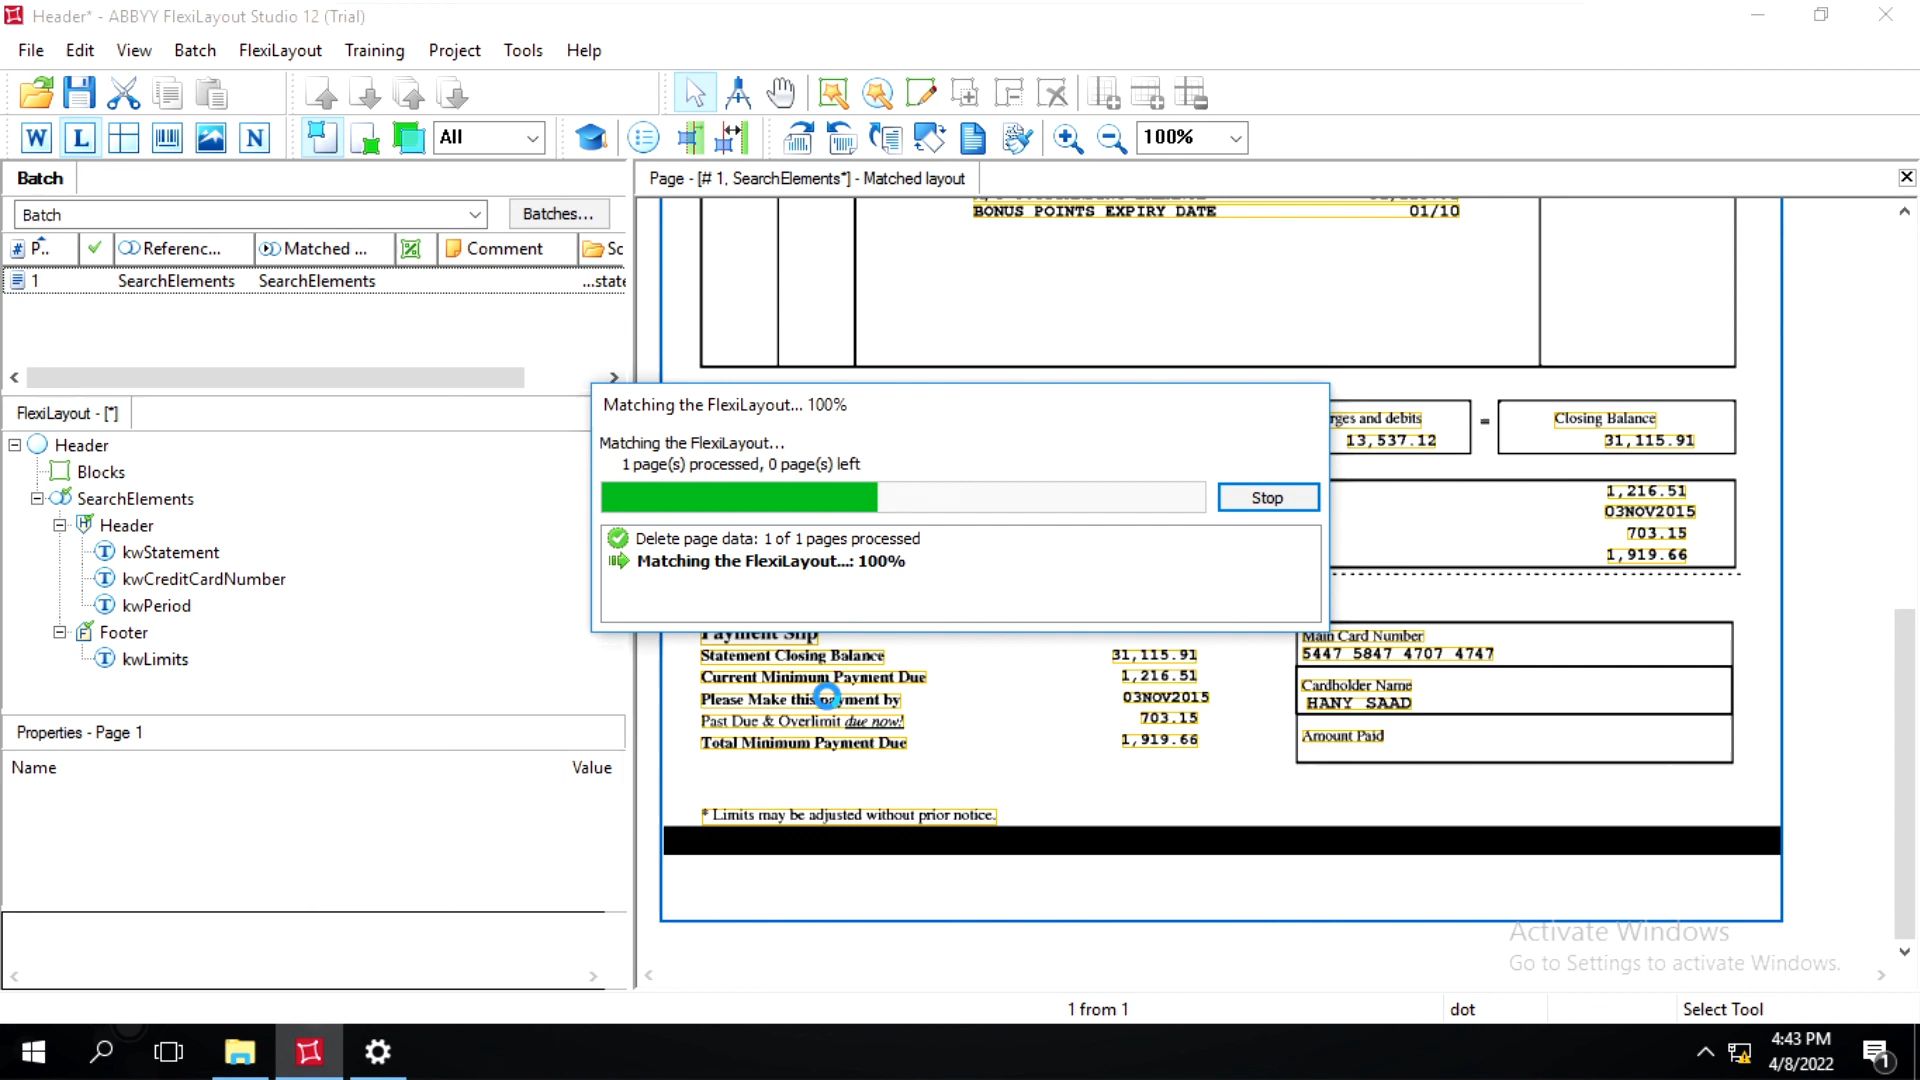 Header* - ABBYY FlexiLayout Studio 12 (Trial)
File Edit View Batch FlexiLayout Training Project Tools Help
W L N All 100%
Batch
Page - [# 1, SearchElements*] - Matched layout
Batch Batches...
# P.. Referenc... Matched ... Comment Sc
1 SearchElements SearchElements ...state
BONUS POINTS EXPIRY DATE 01/10
FlexiLayout - [*]
Header
Blocks
SearchElements
Header
kwStatement
kwCreditCardNumber
kwPeriod
Footer
kwLimits
Matching the FlexiLayout... 100%
Matching the FlexiLayout...
1 page(s) processed, 0 page(s) left
Stop
Delete page data: 1 of 1 pages processed
Matching the FlexiLayout...: 100%
rges and debits = Closing Balance
13,537.12 31,115.91
1,216.51
03NOV2015
703.15
1,919.66
Payment Slip
Statement Closing Balance 31,115.91
Current Minimum Payment Due 1,216.51
Please Make this payment by 03NOV2015
Past Due & Overlimit due now! 703.15
Total Minimum Payment Due 1,919.66
Main Card Number
5447 5847 4707 4747
Cardholder Name
HANY SAAD
Amount Paid
* Limits may be adjusted without prior notice.
Properties - Page 1
Name Value
Activate Windows
Go to Settings to activate Windows.
1 from 1 dot Select Tool
4:43 PM
4/8/2022
1